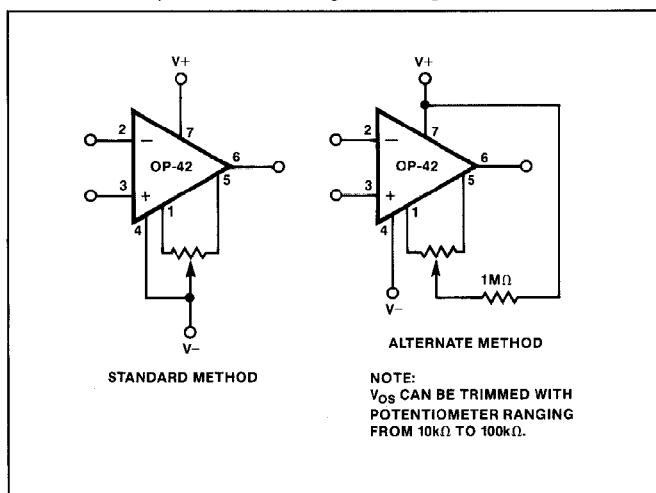 V+
2
−
7
OP-42
6
3
+
5
4
1
V−
STANDARD METHOD
V+
2
−
7
OP-42
6
3
+
5
4
1
1MΩ
V−
ALTERNATE METHOD
NOTE:
VOS CAN BE TRIMMED WITH
POTENTIOMETER RANGING
FROM 10kΩ TO 100kΩ.